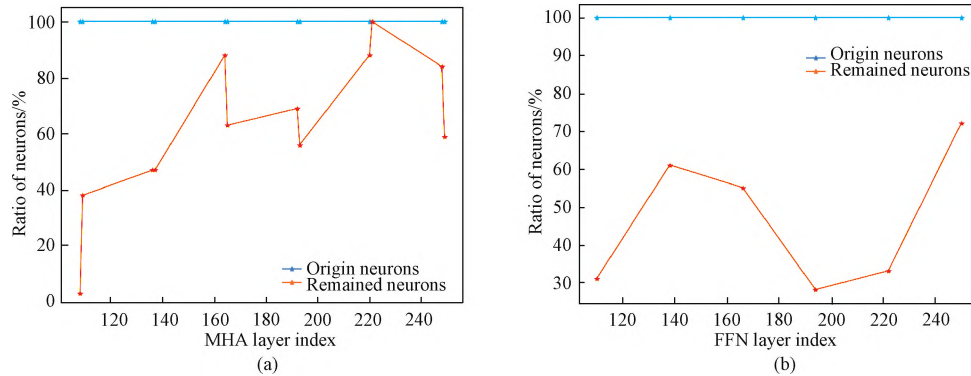 100
80
60
40
20
0
Ratio of neurons/%
Origin neurons
Remained neurons
120 140 160 180 200 220 240
MHA layer index
(a)
100
90
80
70
60
50
40
30
Ratio of neurons/%
Origin neurons
Remained neurons
120 140 160 180 200 220 240
FFN layer index
(b)